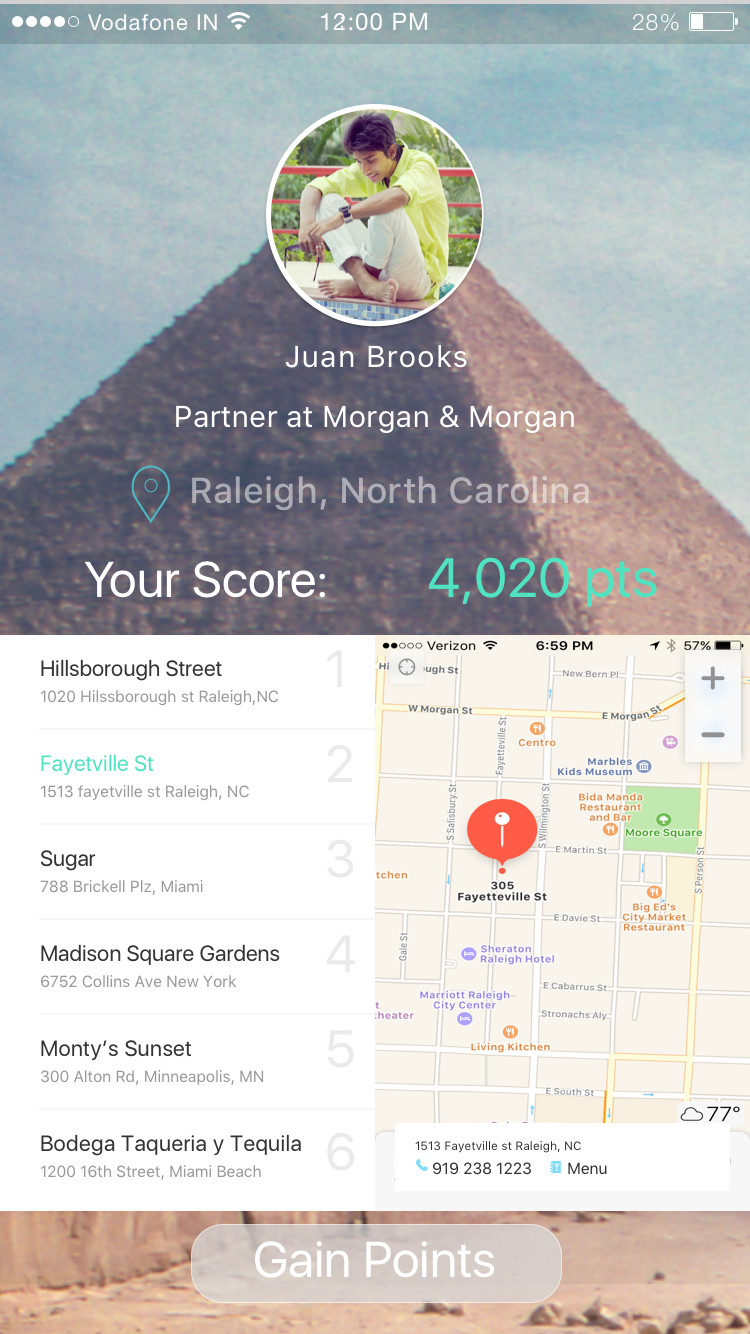 Vodafone IN 12:00 PM 28%
Juan Brooks
Partner at Morgan & Morgan
Raleigh, North Carolina
Your Score: 4,020 pts
Hillsborough Street 1
1020 Hilssborough st Raleigh,NC
Fayetville St 2
1513 fayetville st Raleigh, NC
Sugar 3
788 Brickell Plz, Miami
Madison Square Gardens 4
6752 Collins Ave New York
Monty's Sunset 5
300 Alton Rd, Minneapolis, MN
Bodega Taqueria y Tequila 6
1200 16th Street, Miami Beach
Verizon 6:59 PM 57%
Hi ugh St
New Bern Pl
W Morgan St
E Morgan St
Centro
Fayetteville St
Marbles
Kids Museum
S Salisbury St
S Wilmington St
Bida Manda
Restaurant
and Bar
Moore Square
E Martin St
S Person St
tchen
305
Fayetteville St
Big Ed's
City Market
Restaurant
E Davie St
Gale St
Sheraton
Raleigh Hotel
E Cabarrus St
Marriott Raleigh
City Center
t
heater
Stronachs Aly
Living Kitchen
E South St
77°
1513 Fayetville st Raleigh, NC
919 238 1223 Menu
Gain Points